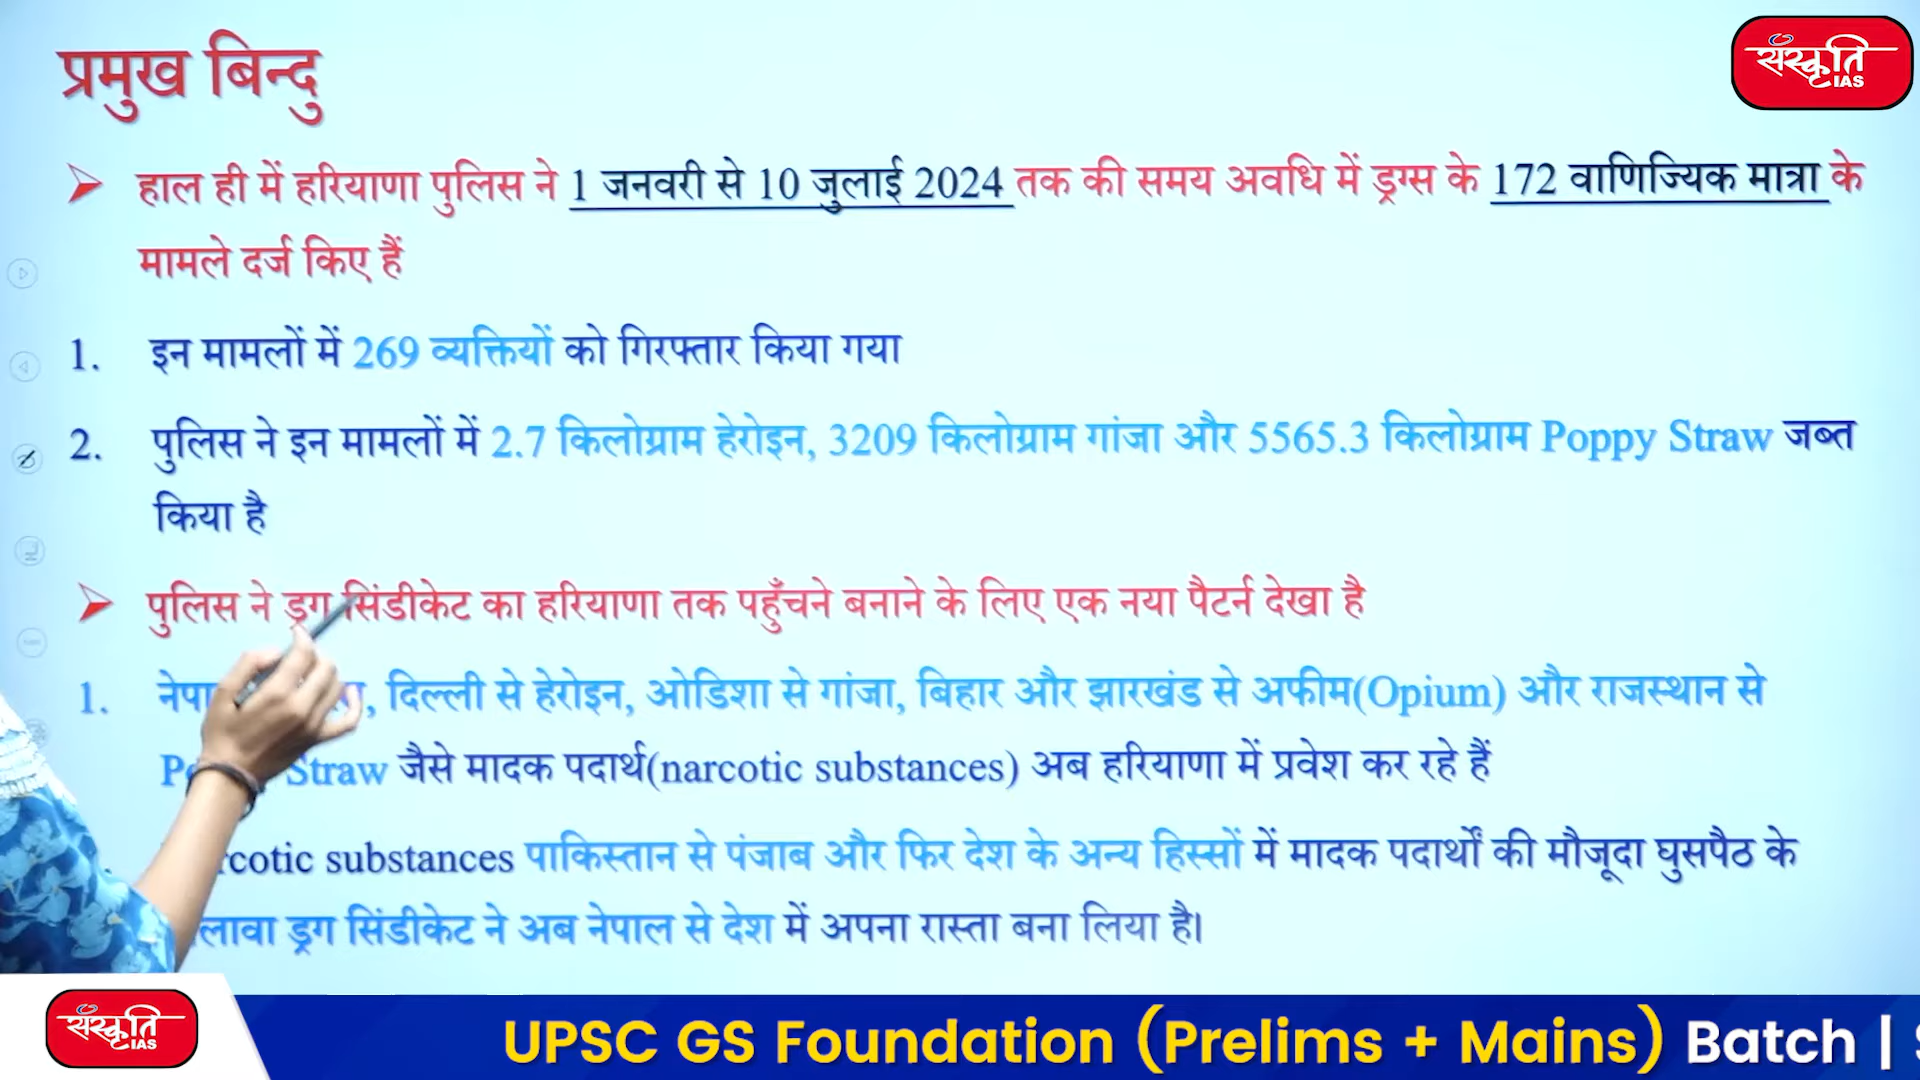 प्रमुख बिन्दु
संस्कृति
IAS
हाल ही में हरियाणा पुलिस ने 1 जनवरी से 10 जुलाई 2024 तक की समय अवधि में ड्रग्स के 172 वाणिज्यिक मात्रा के
मामले दर्ज किए हैं
1. इन मामलों में 269 व्यक्तियों को गिरफ्तार किया गया
2. पुलिस ने इन मामलों में 2.7 किलोग्राम हेरोइन, 3209 किलोग्राम गांजा और 5565.3 किलोग्राम Poppy Straw जब्त
किया है
पुलिस ने ड्रग सिंडीकेट का हरियाणा तक पहुँचने बनाने के लिए एक नया पैटर्न देखा है
1. दिल्ली से हेरोइन, ओडिशा से गांजा, बिहार और झारखंड से अफीम(Opium) और राजस्थान से
Straw जैसे मादक पदार्थ(narcotic substances) अब हरियाणा में प्रवेश कर रहे हैं
substances पाकिस्तान से पंजाब और फिर देश के अन्य हिस्सों में मादक पदार्थों की मौजूदा घुसपैठ के
ड्रग सिंडीकेट ने अब नेपाल से देश में अपना रास्ता बना लिया है।
संस्कृति
IAS
UPSC GS Foundation (Prelims + Mains) Batch |